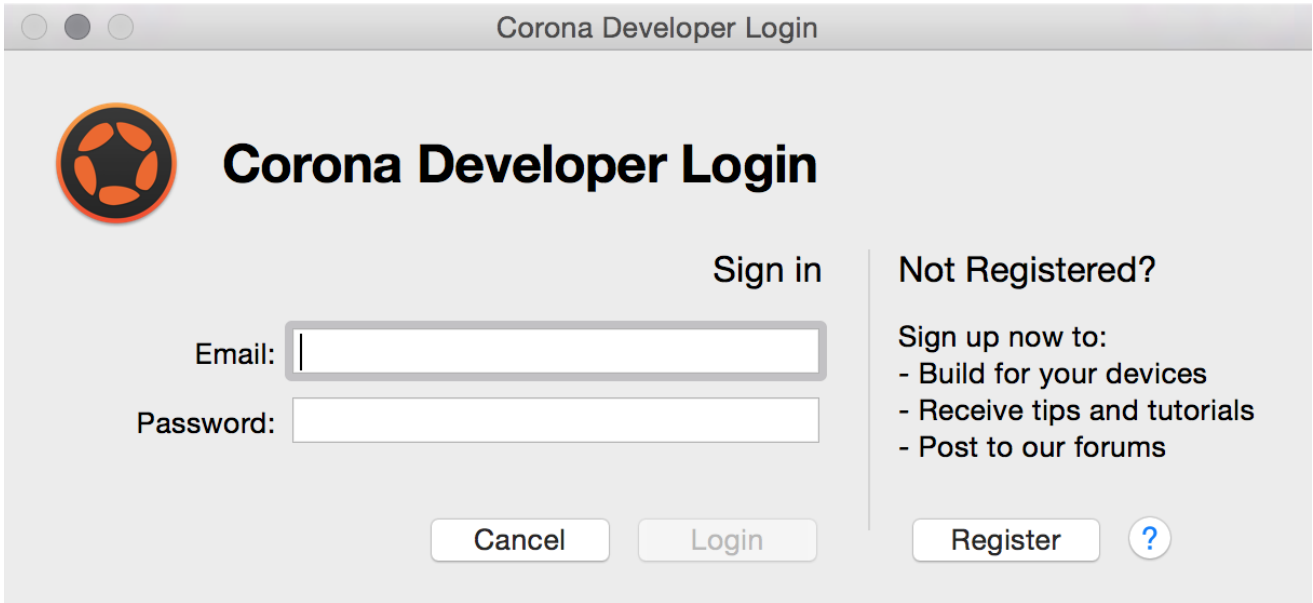 Corona Developer Login
Corona Developer Login
Sign in
Email:
Password:
Cancel
Login
Not Registered?
Sign up now to:
- Build for your devices
- Receive tips and tutorials
- Post to our forums
Register
?